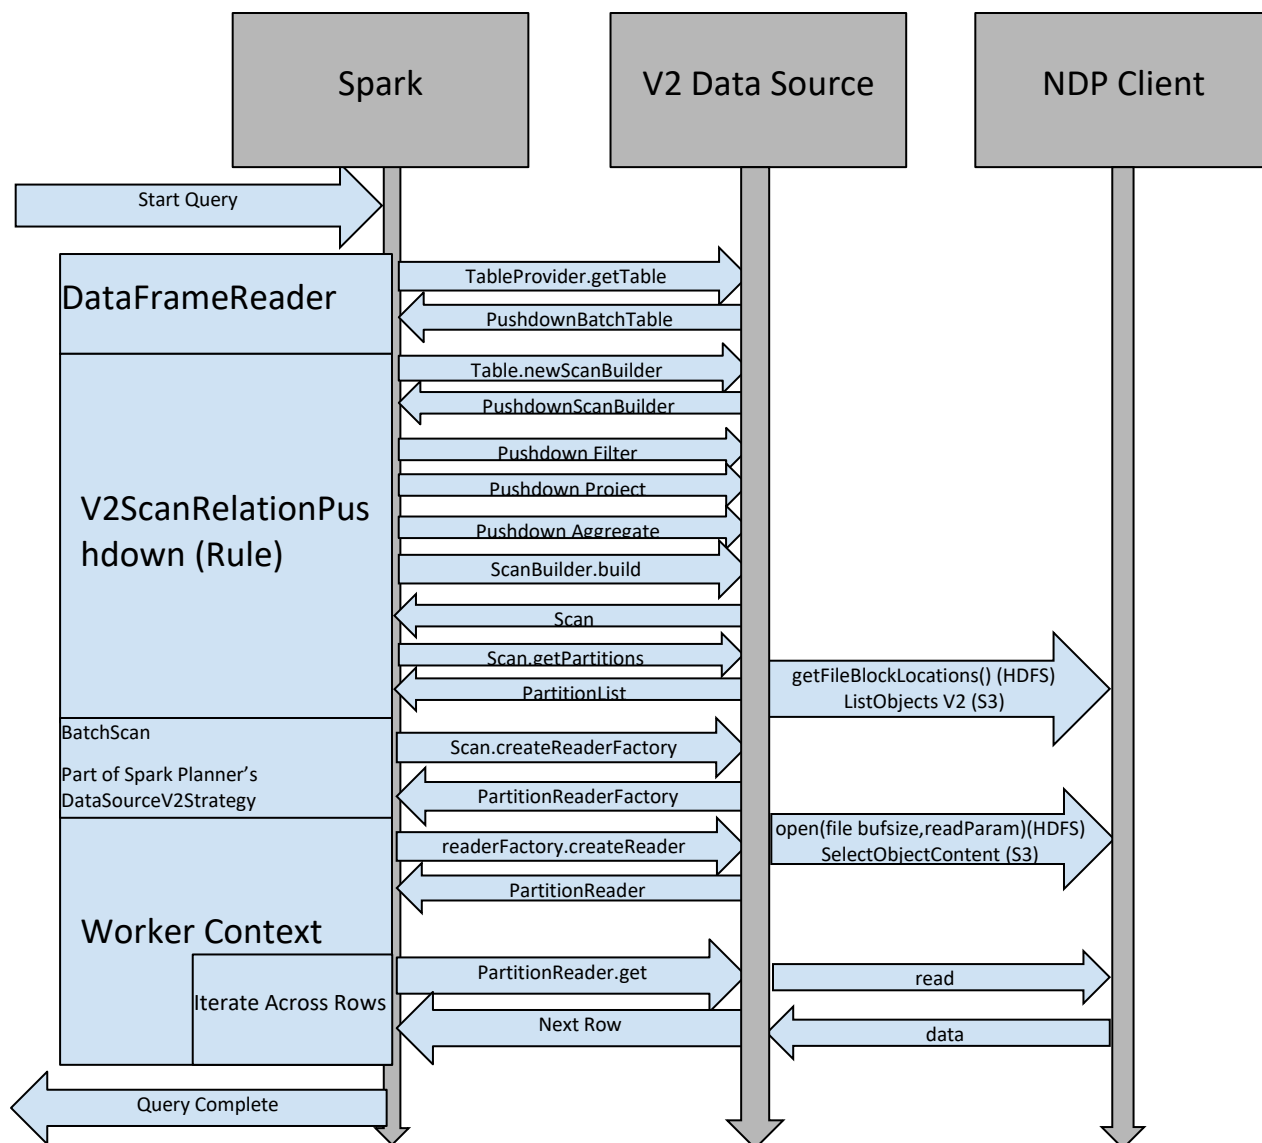 Spark
V2 Data Source
NDP Client
Start Query
DataFrameReader
TableProvider.getTable
PushdownBatchTable
V2ScanRelationPus
hdown (Rule)
Table.newScanBuilder
PushdownScanBuilder
Pushdown Filter
Pushdown Project
Pushdown Aggregate
ScanBuilder.build
Scan
Scan.getPartitions
PartitionList
getFileBlockLocations() (HDFS)
ListObjects V2 (S3)
BatchScan
Part of Spark Planner’s
DataSourceV2Strategy
Scan.createReaderFactory
PartitionReaderFactory
Worker Context
readerFactory.createReader
PartitionReader
open(file bufsize,readParam)(HDFS)
SelectObjectContent (S3)
Iterate Across Rows
PartitionReader.get
read
Next Row
data
Query Complete